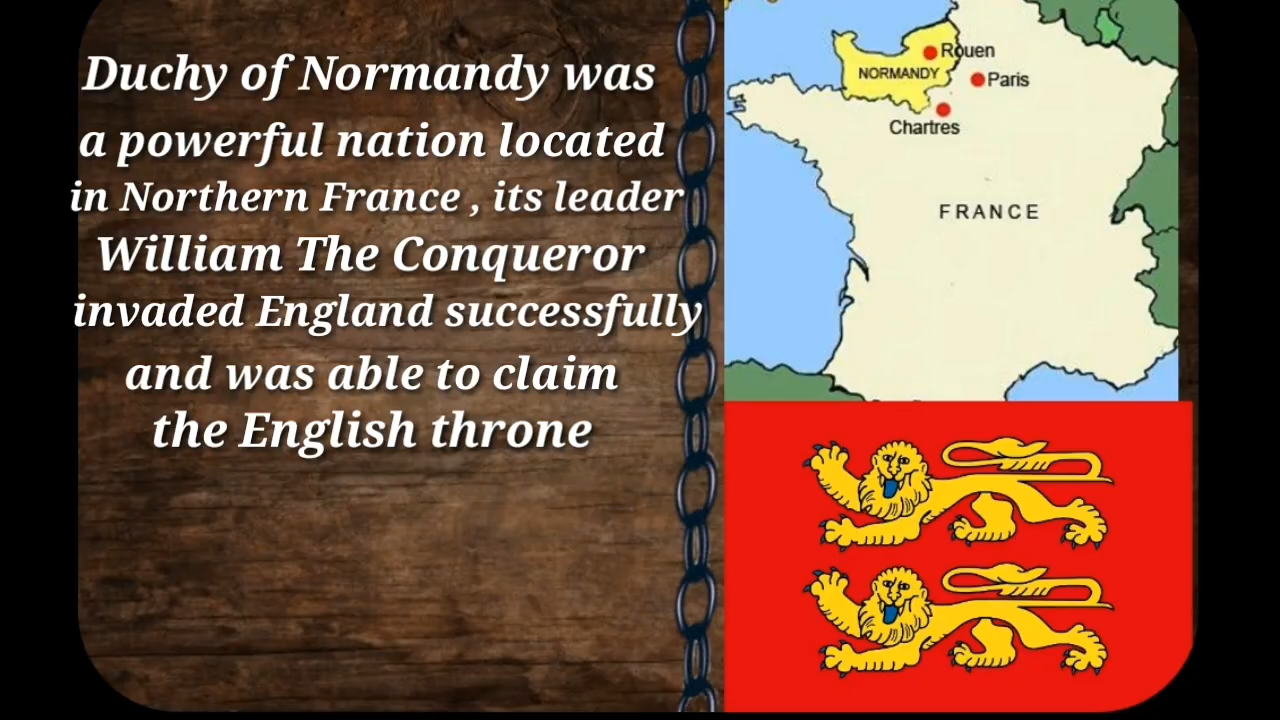 Duchy of Normandy was
a powerful nation located
in Northern France , its leader
William The Conqueror
invaded England successfully
and was able to claim
the English throne
Rouen
NORMANDY
Paris
Chartres
FRANCE